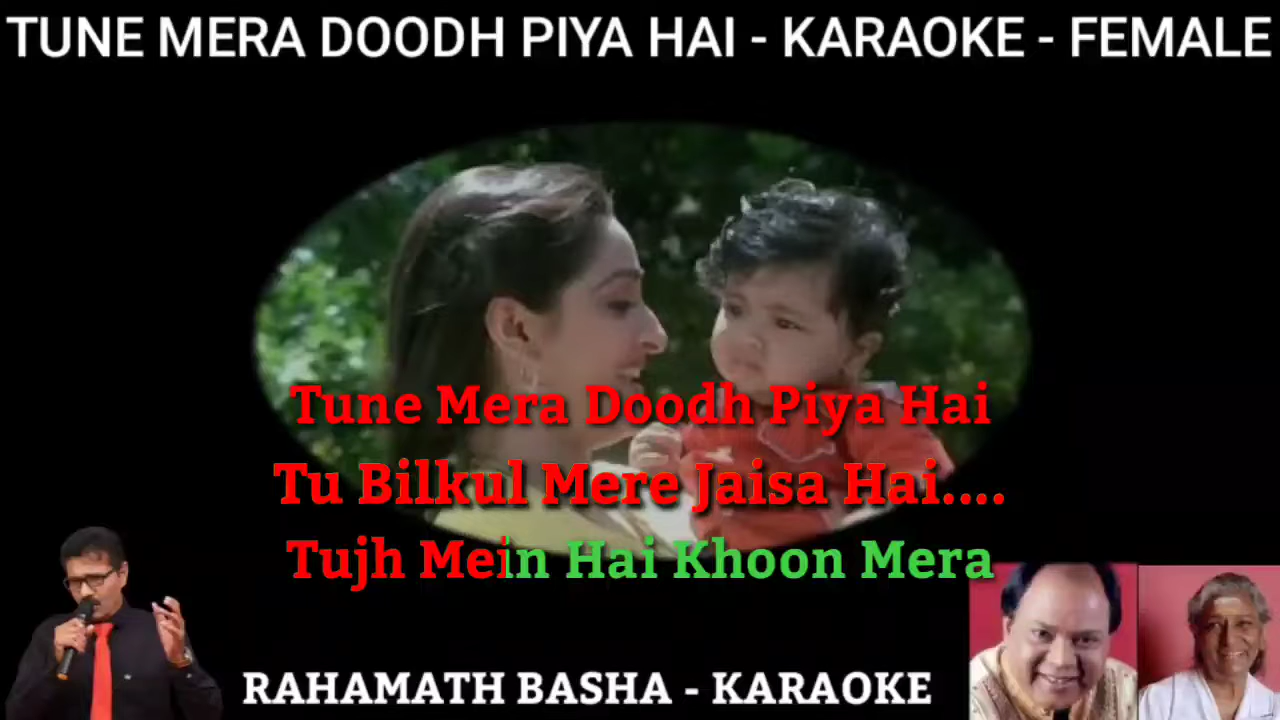 TUNE MERA DOODH PIYA HAI - KARAOKE - FEMALE
Tune Mera Doodh Piya Hai
Tu Bilkul Mere Jaisa Hai....
Tujh Mein Hai Khoon Mera
RAHAMATH BASHA - KARAOKE